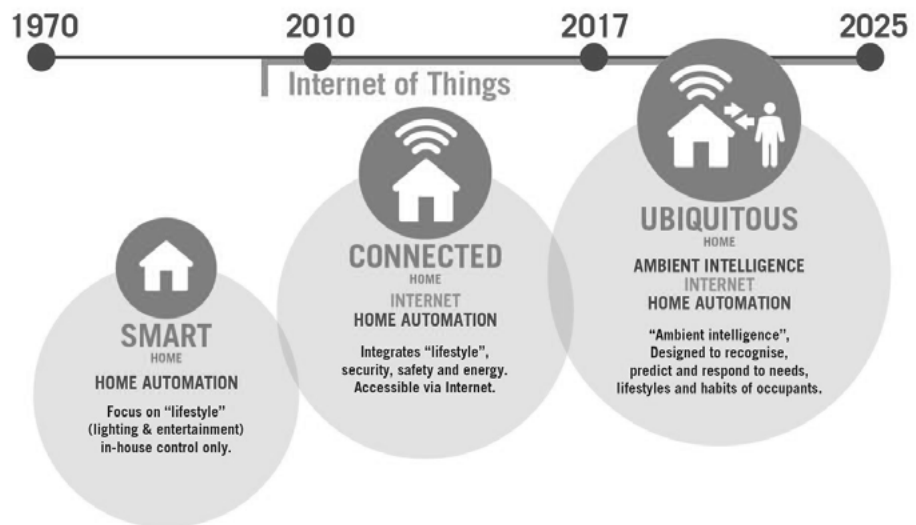 1970 2010 2017 2025
Internet of Things
SMART
HOME
HOME AUTOMATION
Focus on “lifestyle”
(lighting & entertainment)
in-house control only.
CONNECTED
HOME
INTERNET
HOME AUTOMATION
Integrates “lifestyle”,
security, safety and energy.
Accessible via Internet.
UBIQUITOUS
HOME
AMBIENT INTELLIGENCE
INTERNET
HOME AUTOMATION
“Ambient intelligence”,
Designed to recognise,
predict and respond to needs,
lifestyles and habits of occupants.